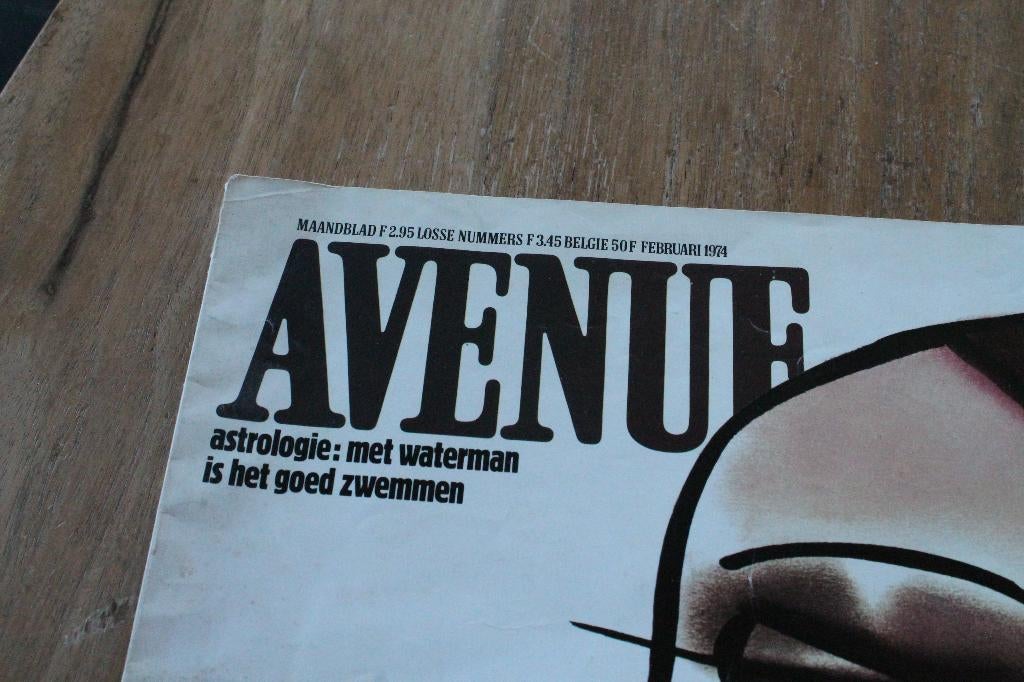 MAANDBLAD F 2.95 LOSSE NUMMERS F 3.45 BELGIE 50 F FEBRUARI 1974
AVENUE
astrologie: met waterman
is het goed zwemmen